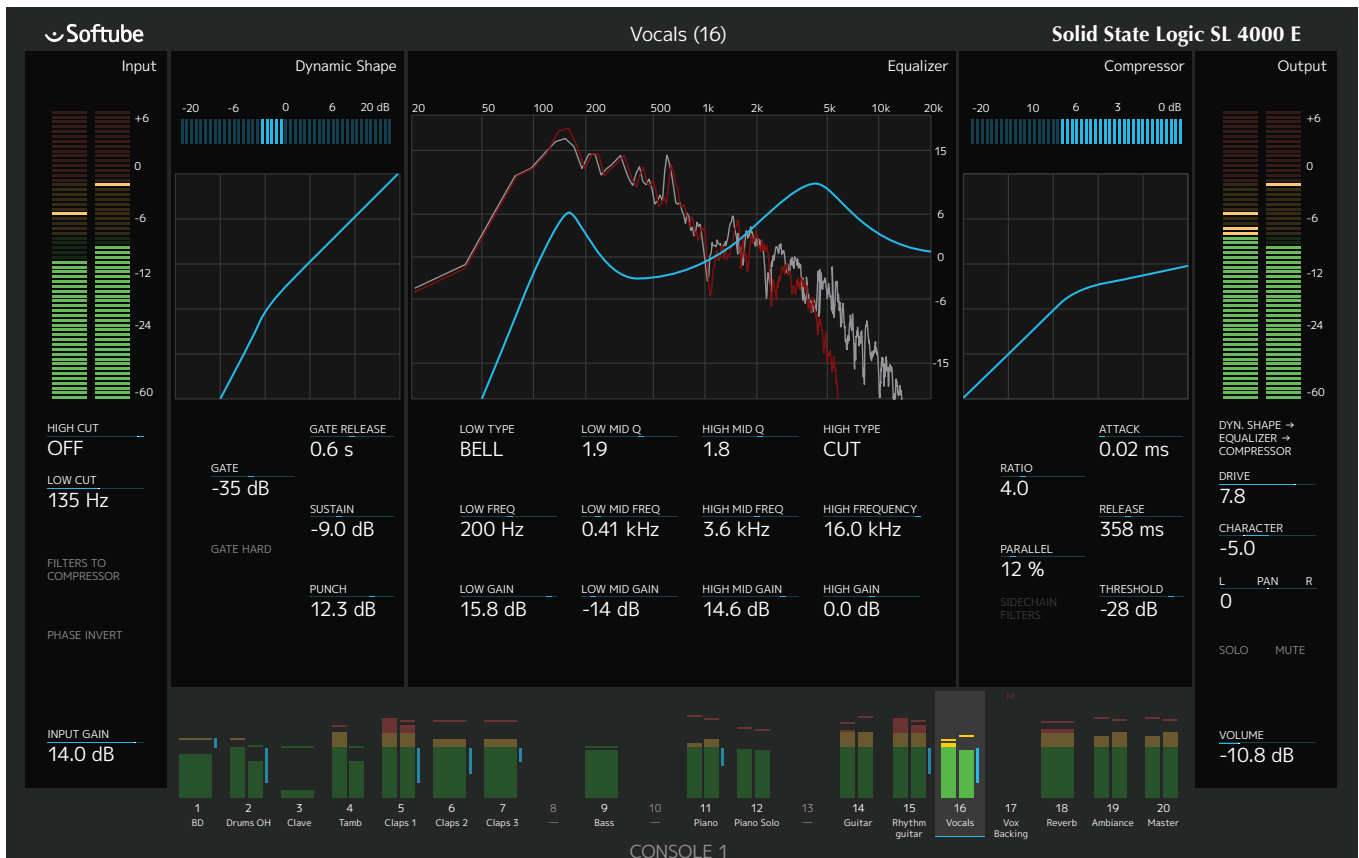 Softube
Vocals (16)
Solid State Logic SL 4000 E
Input
Dynamic Shape
Equalizer
Compressor
Output
-20 -6 0 6 20 dB
20 50 100 200 500 1k 2k 5k 10k 20k
-20 10 6 3 0 dB
+6
0
-6
-12
-24
-60
15
6
0
-6
-15
+6
0
-6
-12
-24
-60
HIGH CUT
OFF
LOW CUT
135 Hz
FILTERS TO
COMPRESSOR
PHASE INVERT
INPUT GAIN
14.0 dB
GATE RELEASE
0.6 s
GATE
-35 dB
SUSTAIN
-9.0 dB
GATE HARD
PUNCH
12.3 dB
LOW TYPE
BELL
LOW MID Q
1.9
HIGH MID Q
1.8
HIGH TYPE
CUT
LOW FREQ
200 Hz
LOW MID FREQ
0.41 kHz
HIGH MID FREQ
3.6 kHz
HIGH FREQUENCY
16.0 kHz
LOW GAIN
15.8 dB
LOW MID GAIN
-14 dB
HIGH MID GAIN
14.6 dB
HIGH GAIN
0.0 dB
ATTACK
0.02 ms
RATIO
4.0
RELEASE
358 ms
PARALLEL
12 %
SIDECHAIN
FILTERS
THRESHOLD
-28 dB
DYN. SHAPE →
EQUALIZER →
COMPRESSOR
DRIVE
7.8
CHARACTER
-5.0
L PAN R
0
SOLO MUTE
VOLUME
-10.8 dB
M
1 2 3 4 5 6 7 8 9 10 11 12 13 14 15 16 17 18 19 20
BD Drums OH Clave Tamb Claps 1 Claps 2 Claps 3 — Bass — Piano Piano Solo — Guitar Rhythm Vocals Vox Reverb Ambiance Master
guitar Backing
CONSOLE 1